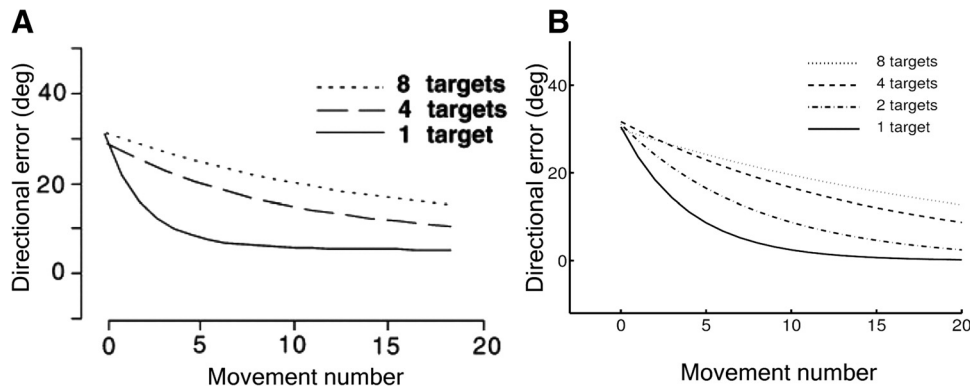 A
Directional error (deg)
40
20
0
8 targets
4 targets
1 target
0 5 10 15 20
Movement number
B
Directional error (deg)
40
20
0
8 targets
4 targets
2 targets
1 target
0 5 10 15 20
Movement number